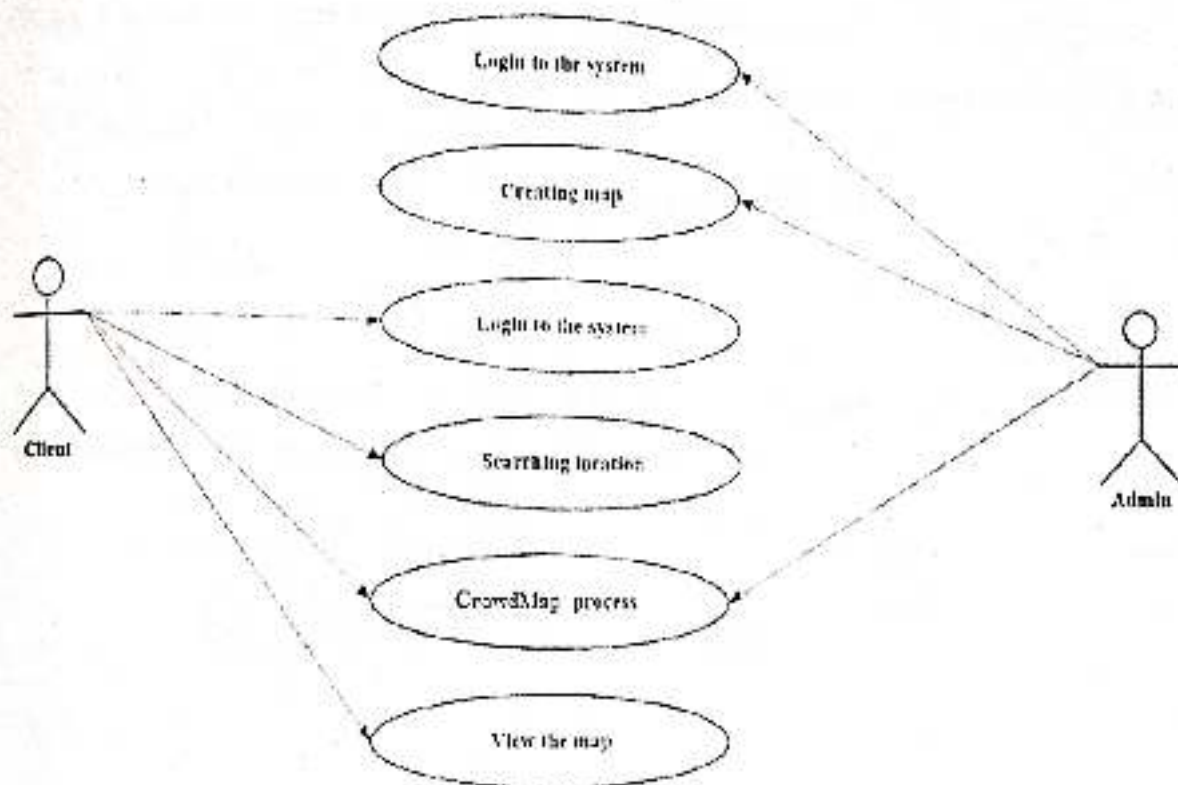 Login to the system
Creating map
Login to the system
Client
Searching location
Admin
CrowdMap process
View the map